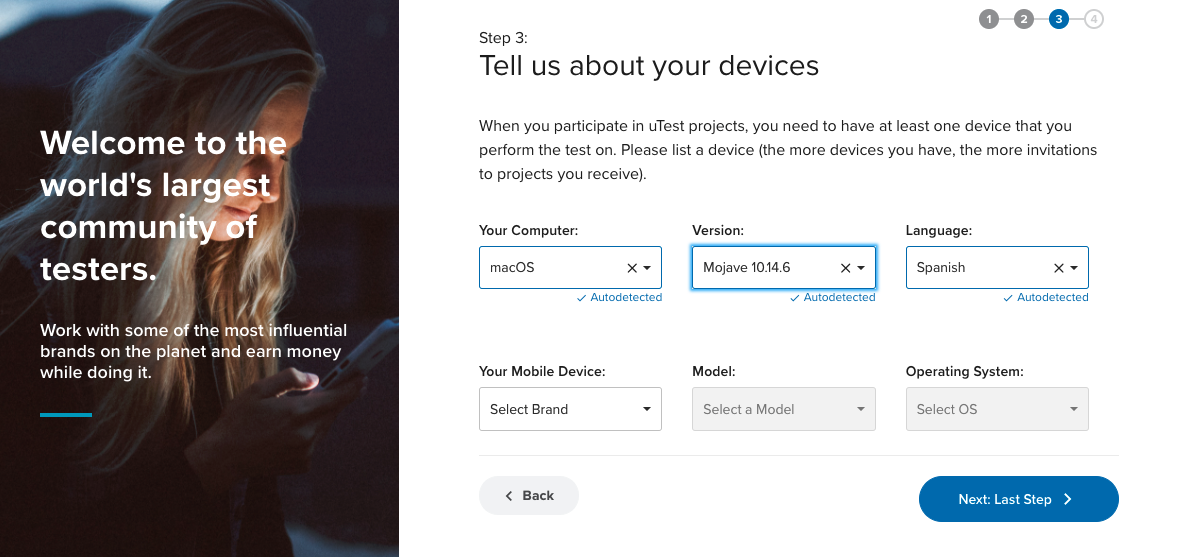 Welcome to the
world's largest
community of
testers.
Work with some of the most influential
brands on the planet and earn money
while doing it.
1 2 3 4
Step 3:
Tell us about your devices
When you participate in uTest projects, you need to have at least one device that you
perform the test on. Please list a device (the more devices you have, the more invitations
to projects you receive).
Your Computer: Version: Language:
macOS Mojave 10.14.6 Spanish
Autodetected Autodetected Autodetected
Your Mobile Device: Model: Operating System:
Select Brand Select a Model Select OS
Back Next: Last Step